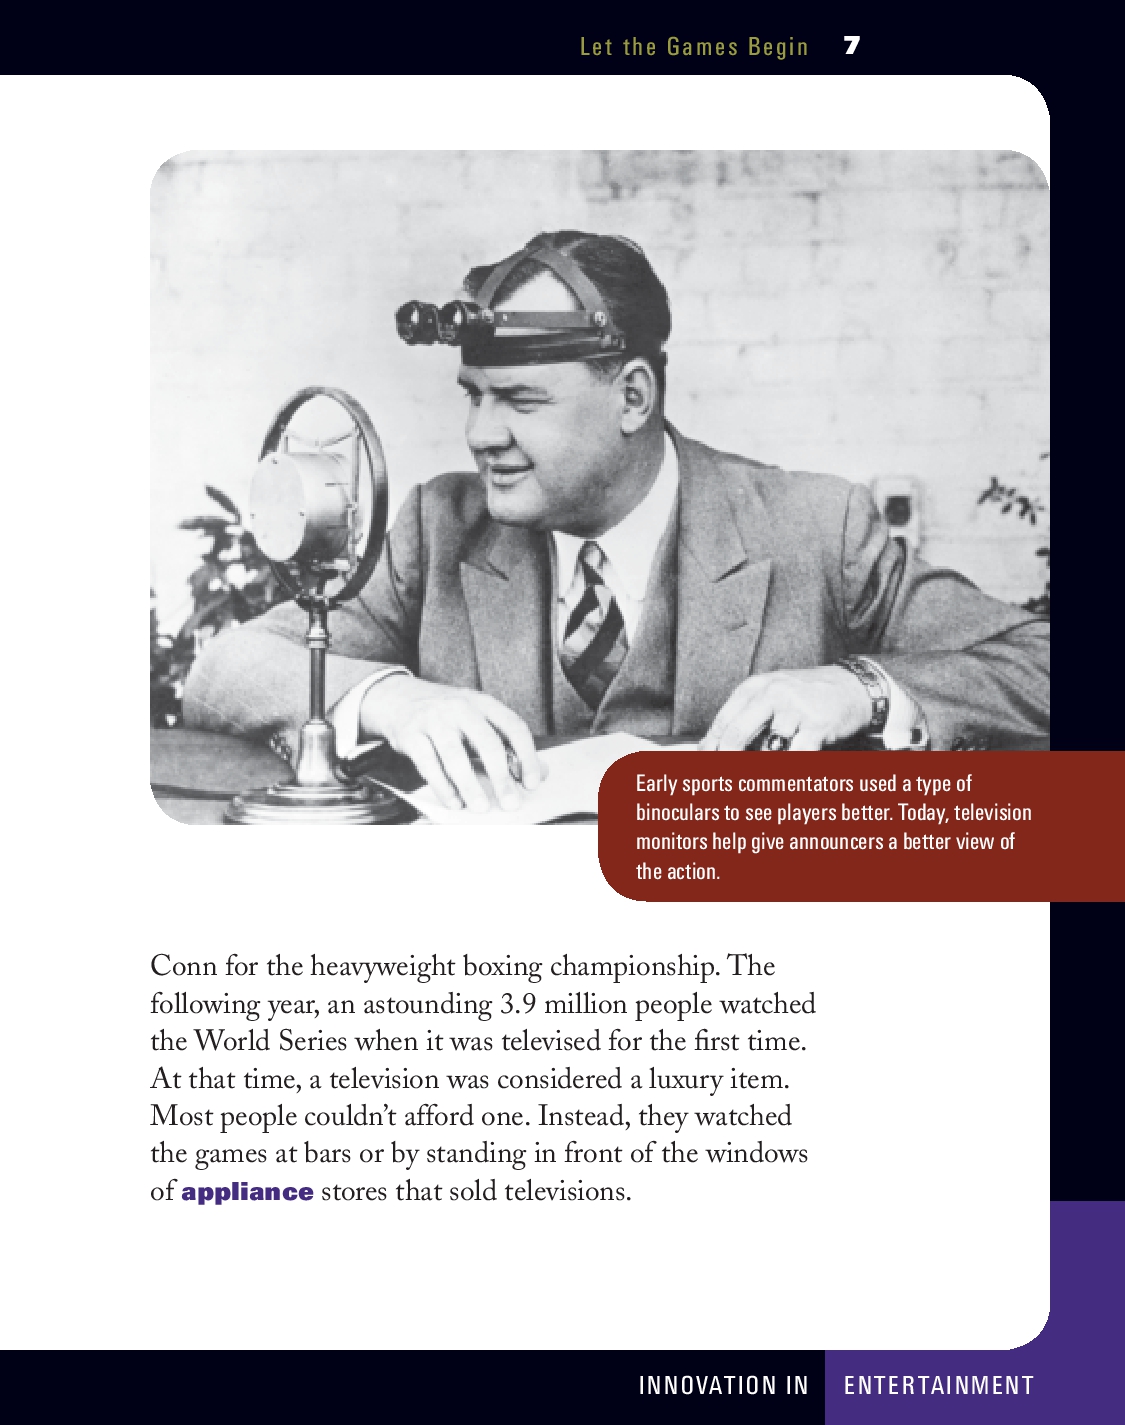 Let the Games Begin 7
Early sports commentators used a type of
binoculars to see players better. Today, television
monitors help give announcers a better view of
the action.
Conn for the heavyweight boxing championship. The
following year, an astounding 3.9 million people watched
the World Series when it was televised for the first time.
At that time, a television was considered a luxury item.
Most people couldn’t afford one. Instead, they watched
the games at bars or by standing in front of the windows
of appliance stores that sold televisions.
INNOVATION IN ENTERTAINMENT